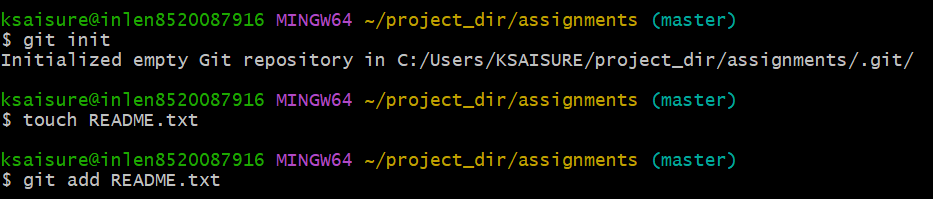 ksaisure@inlen8520087916 MINGW64 ~/project_dir/assignments (master)
$ git init
Initialized empty Git repository in C:/Users/KSAISURE/project_dir/assignments/.git/
ksaisure@inlen8520087916 MINGW64 ~/project_dir/assignments (master)
$ touch README.txt
ksaisure@inlen8520087916 MINGW64 ~/project_dir/assignments (master)
$ git add README.txt